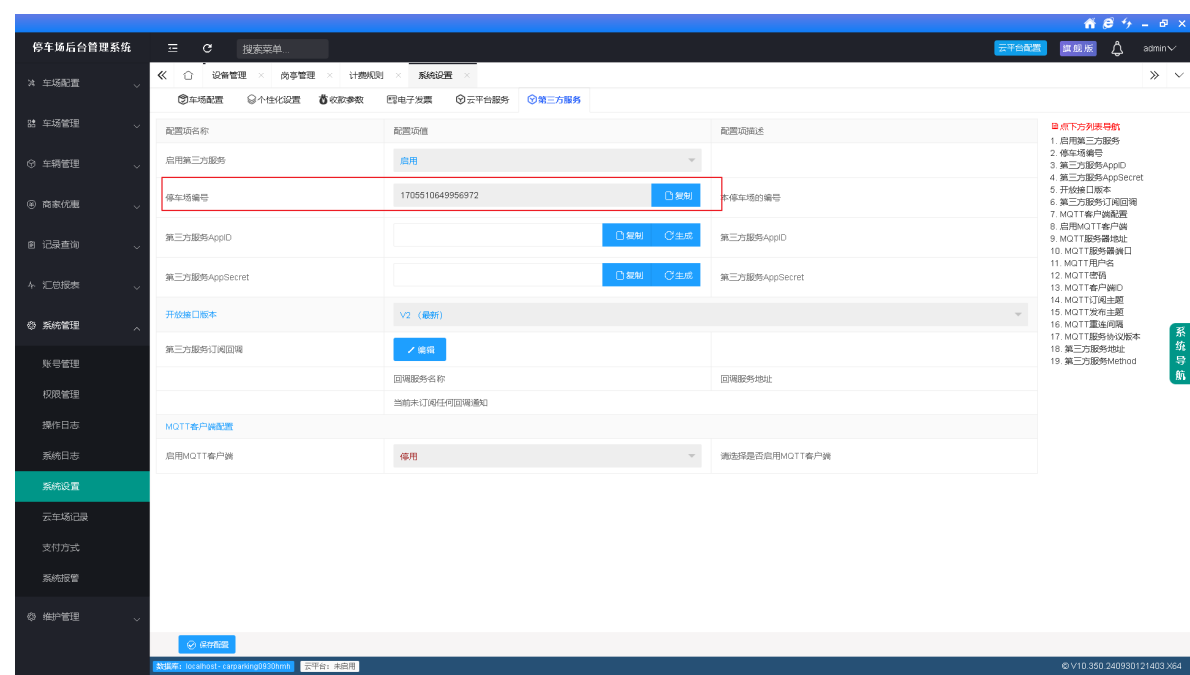 停车场后台管理系统
搜索菜单...
云平台配置
旗舰版
admin
车场配置
车场管理
车辆管理
商家优惠
记录查询
汇总报表
系统管理
账号管理
权限管理
操作日志
系统日志
系统设置
云车场记录
支付方式
系统报警
维护管理
设备管理 × 岗亭管理 × 计费规则 × 系统设置 ×
车场配置 个性化设置 收款参数 电子发票 云平台服务 第三方服务
配置项名称 配置项值 配置项描述
启用第三方服务 启用
停车场编号 1705510649956972 复制 本停车场的编号
第三方服务AppID 复制 生成 第三方服务AppID
第三方服务AppSecret 复制 生成 第三方服务AppSecret
开放接口版本 V2 （最新）
第三方服务订阅回调 编辑
回调服务名称 回调服务地址
当前未订阅任何回调通知
MQTT客户端配置
启用MQTT客户端 停用 请选择是否启用MQTT客户端
点下方列表导航
1. 启用第三方服务
2. 停车场编号
3. 第三方服务AppID
4. 第三方服务AppSecret
5. 开放接口版本
6. 第三方服务订阅回调
7. MQTT客户端配置
8. 启用MQTT客户端
9. MQTT服务器地址
10. MQTT服务器端口
11. MQTT用户名
12. MQTT密码
13. MQTT客户端ID
14. MQTT订阅主题
15. MQTT发布主题
16. MQTT重连间隔
17. MQTT服务协议版本
18. 第三方服务地址
19. 第三方服务Method
系统导航
保存配置
数据库: localhost - carparking0930hmh 云平台: 未启用
© V10.350.240930121403.X64